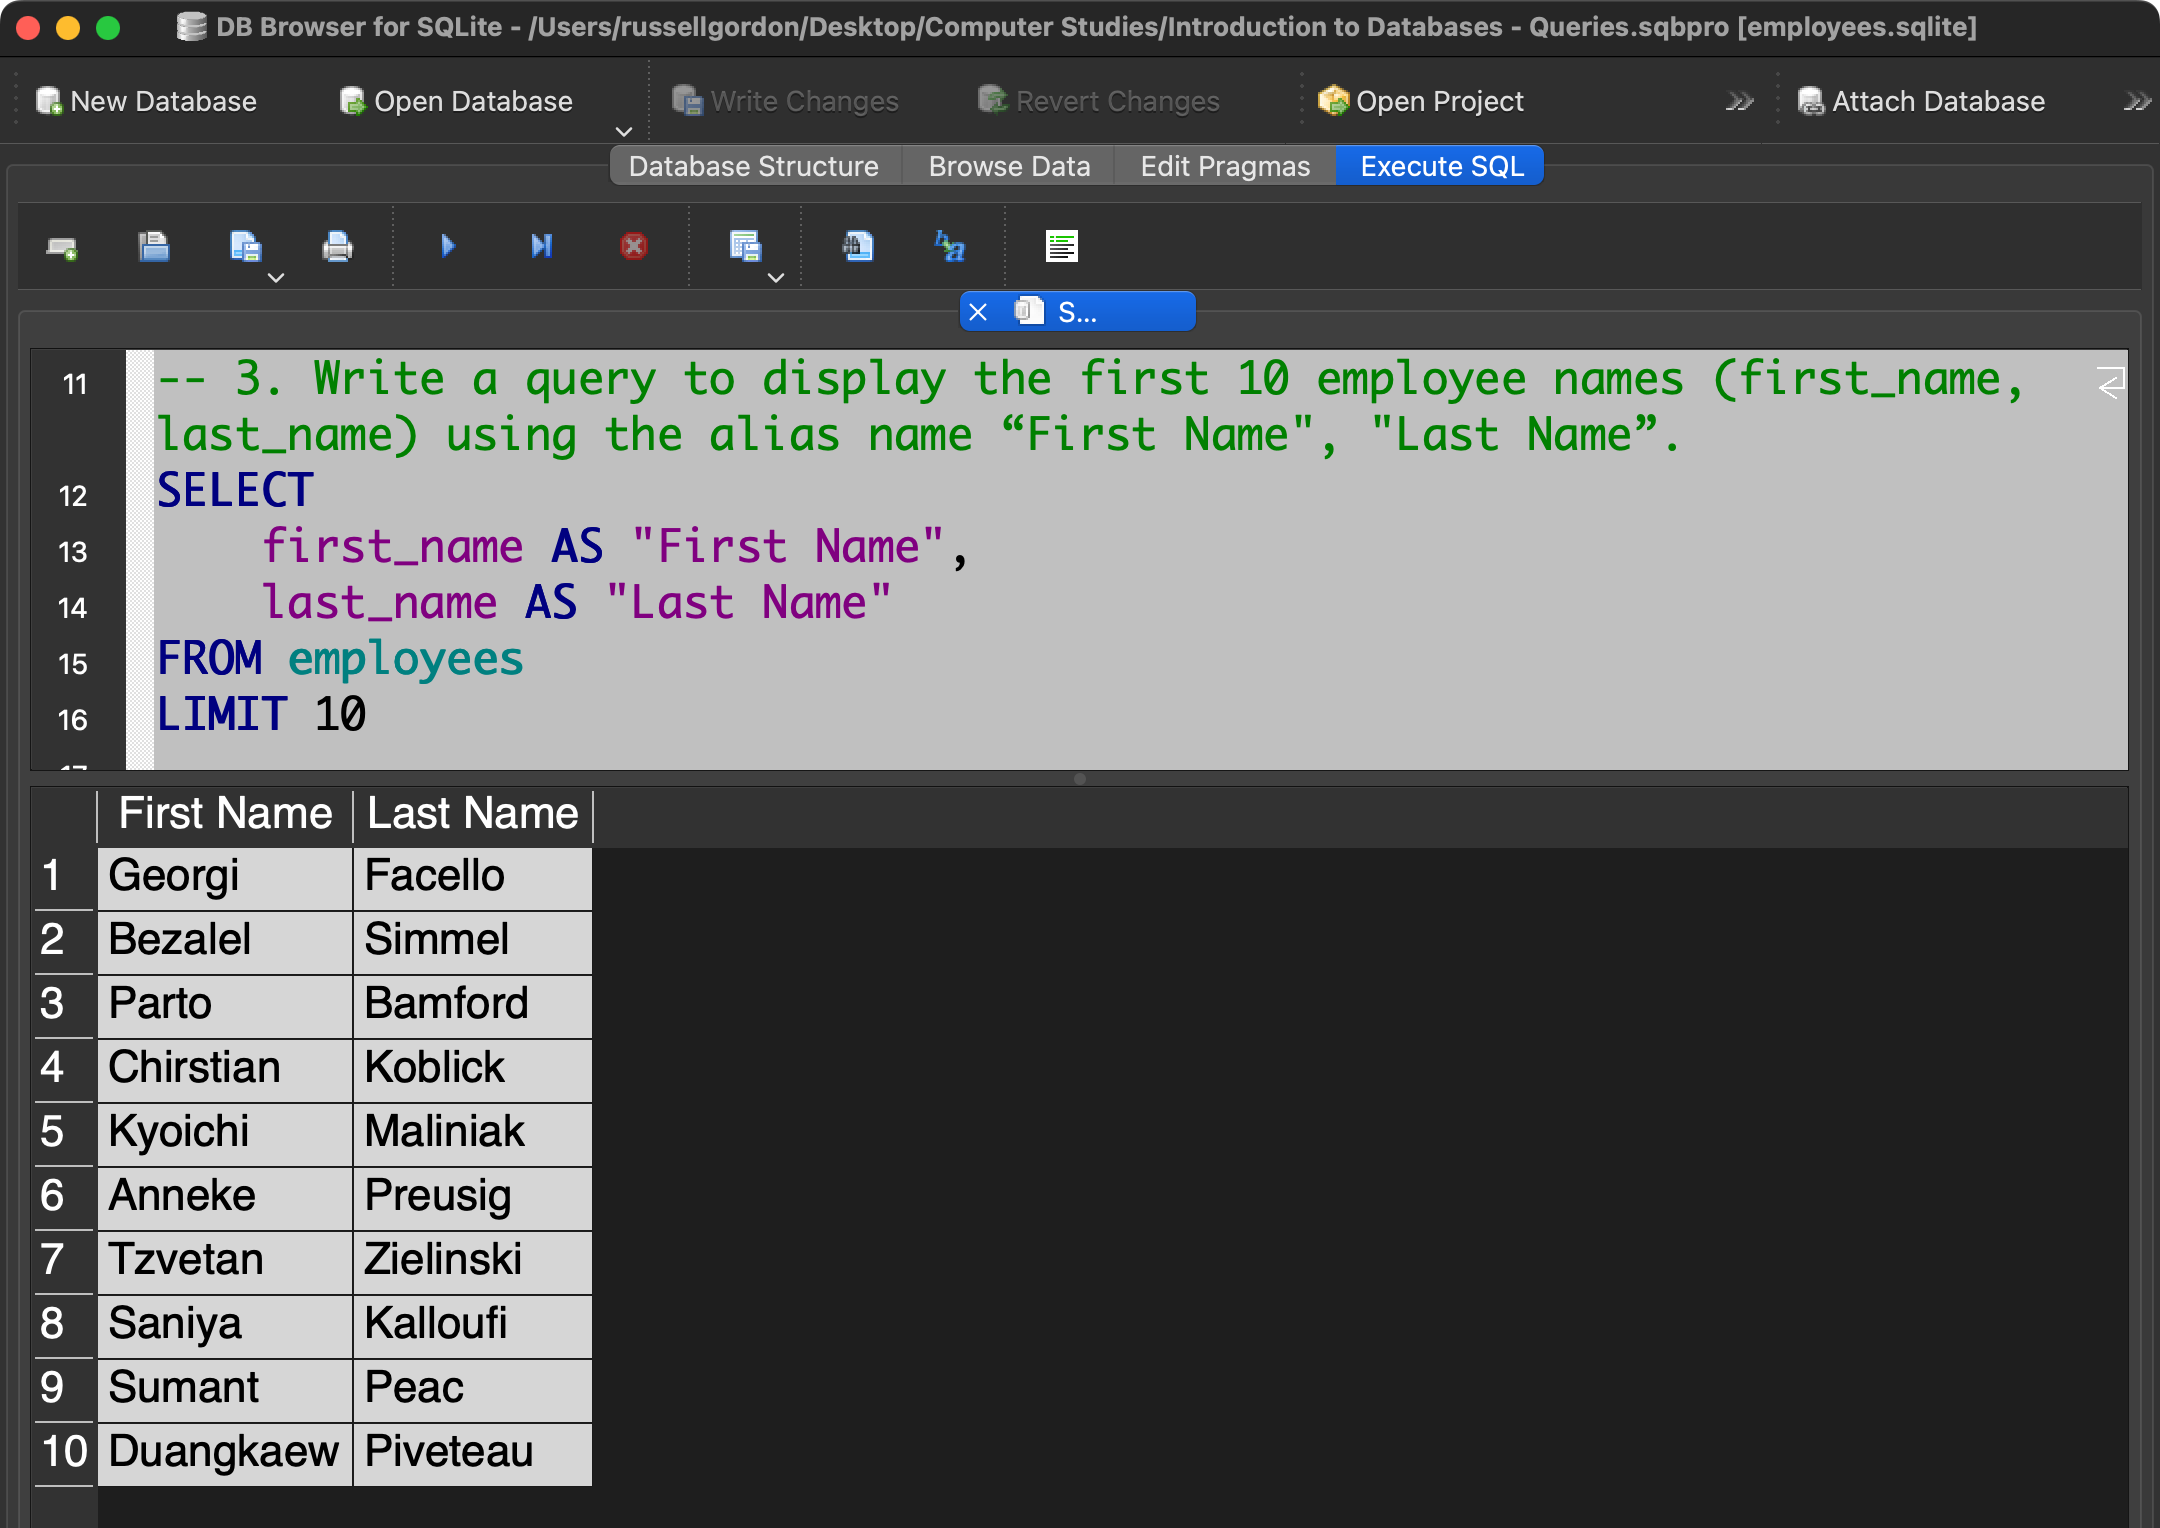 DB Browser for SQLite - /Users/russellgordon/Desktop/Computer Studies/Introduction to Databases - Queries.sqbpro [employees.sqlite]
New Database Open Database Write Changes Revert Changes Open Project Attach Database
Database Structure Browse Data Edit Pragmas Execute SQL
S...
11 -- 3. Write a query to display the first 10 employee names (first_name,
last_name) using the alias name “First Name", "Last Name”.
12 SELECT
13 first_name AS "First Name",
14 last_name AS "Last Name"
15 FROM employees
16 LIMIT 10
First Name Last Name
1 Georgi Facello
2 Bezalel Simmel
3 Parto Bamford
4 Chirstian Koblick
5 Kyoichi Maliniak
6 Anneke Preusig
7 Tzvetan Zielinski
8 Saniya Kalloufi
9 Sumant Peac
10 Duangkaew Piveteau